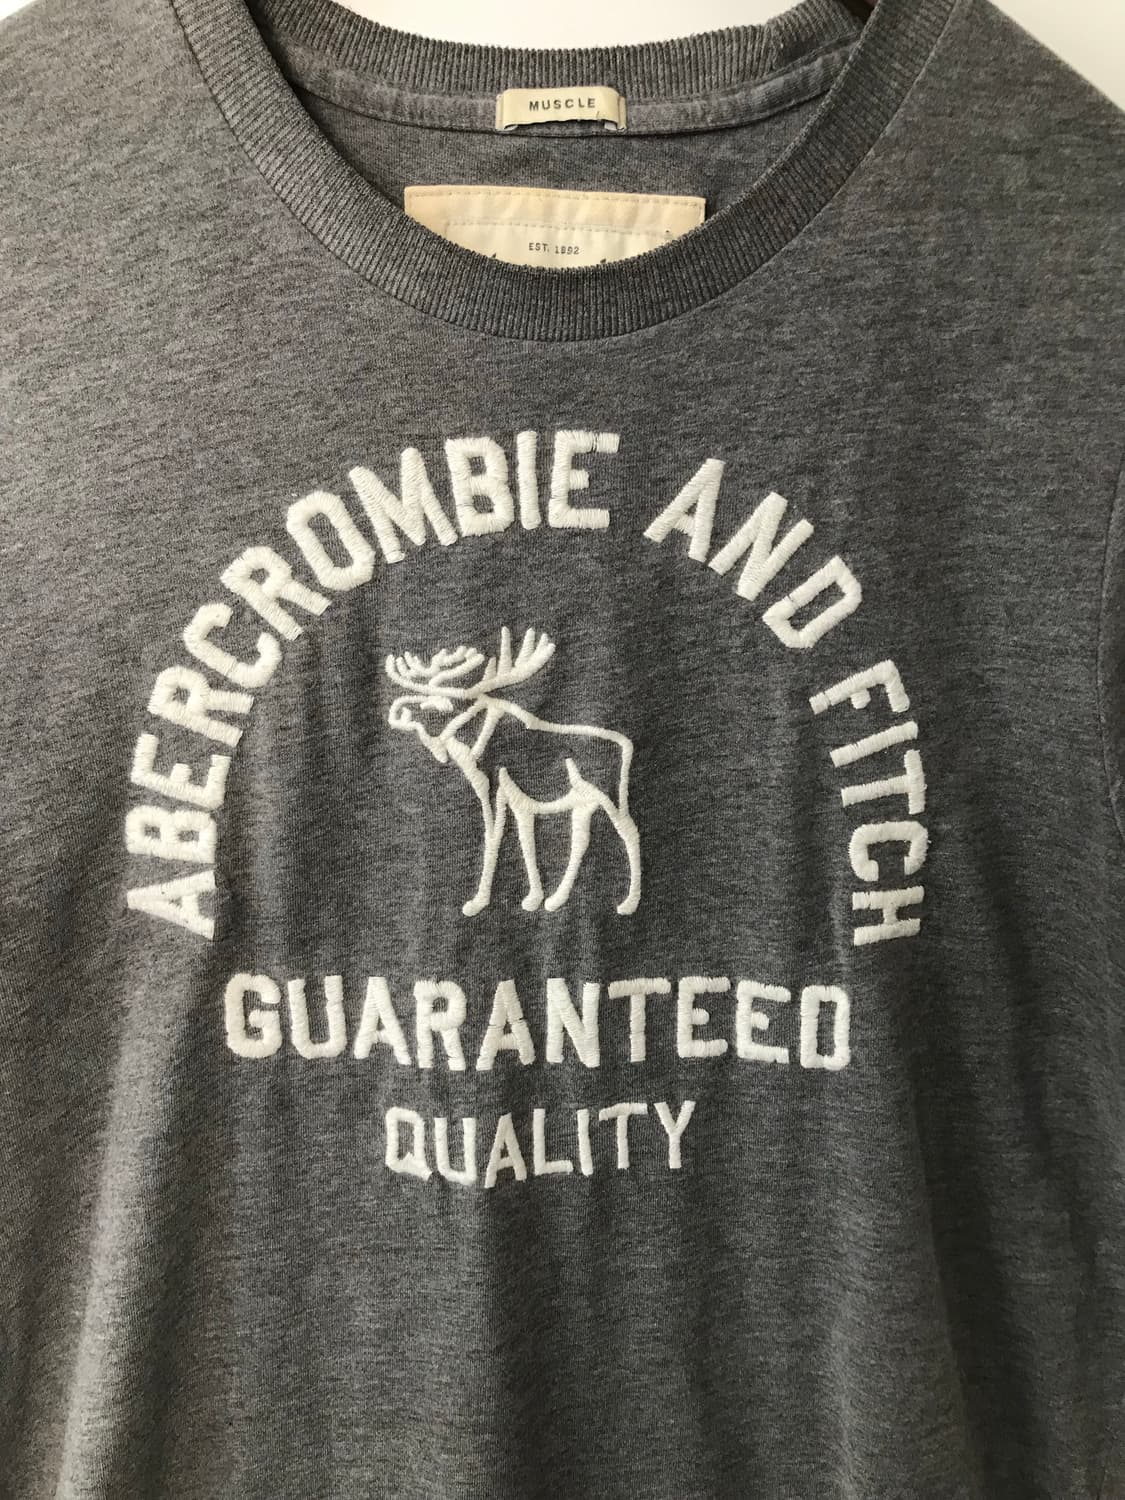 MUSCLE
EST. 1892
ABERCROMBIE AND FITCH
GUARANTEED
QUALITY